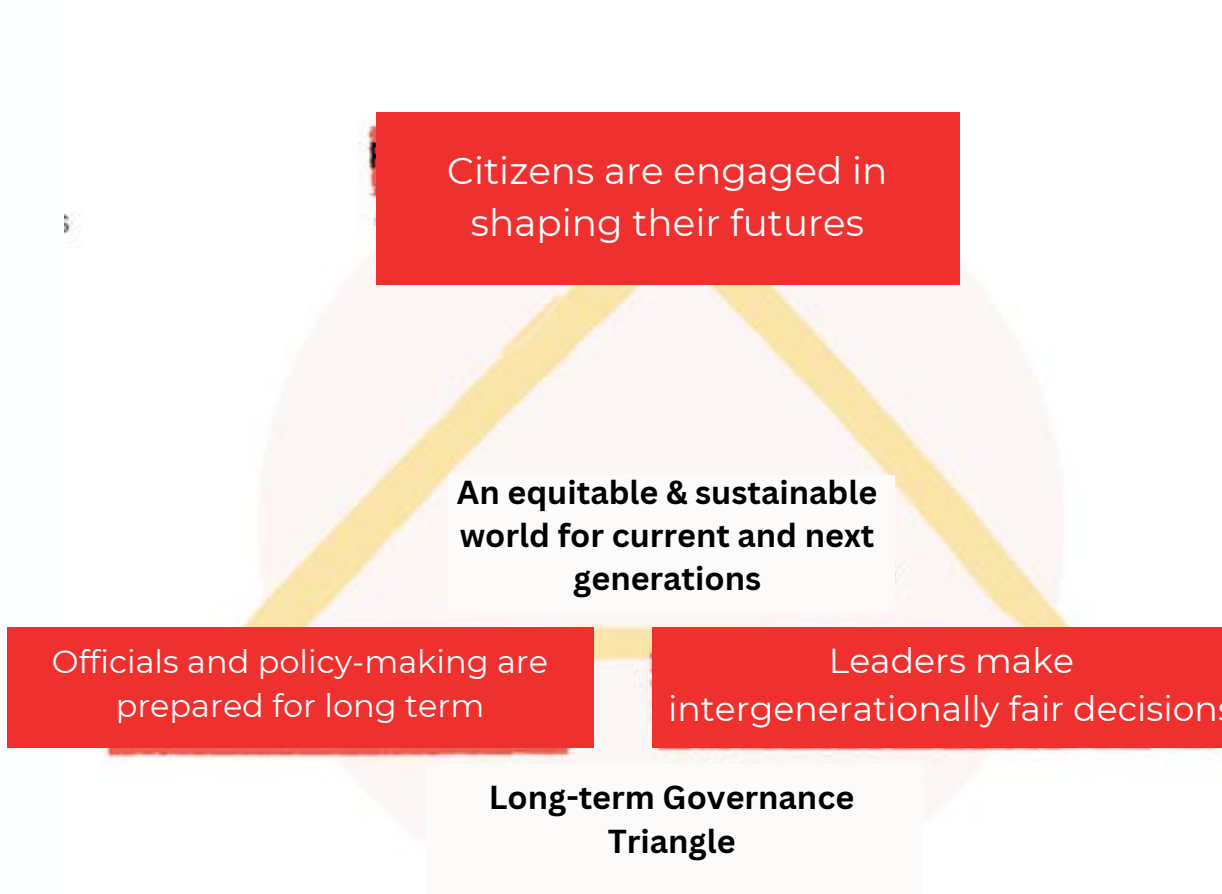 Citizens are engaged in
shaping their futures
An equitable & sustainable
world for current and next
generations
Officials and policy-making are
prepared for long term
Leaders make
intergenerationally fair decisions
Long-term Governance
Triangle